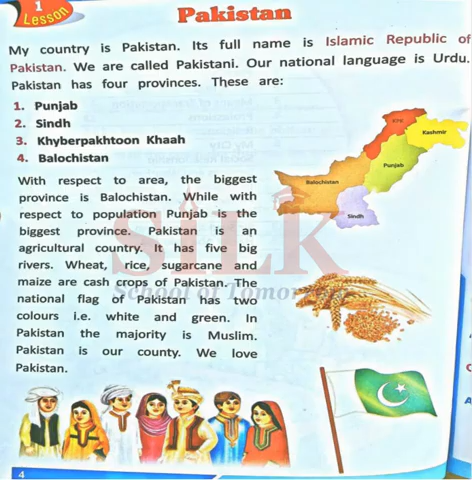 1
Lesson
Pakistan
My country is Pakistan. Its full name is Islamic Republic of
Pakistan. We are called Pakistani. Our national language is Urdu.
Pakistan has four provinces. These are:
1. Punjab
2. Sindh
3. Khyberpakhtoon Khaah
4. Balochistan
KPK
Kashmir
Punjab
Balochistan
Sindh
With respect to area, the biggest
province is Balochistan. While with
respect to population Punjab is the
biggest province. Pakistan is an
agricultural country. It has five big
rivers. Wheat, rice, sugarcane and
maize are cash crops of Pakistan. The
national flag of Pakistan has two
colours i.e. white and green. In
Pakistan the majority is Muslim.
Pakistan is our county. We love
Pakistan.
SILK
School of Tomorrow
4